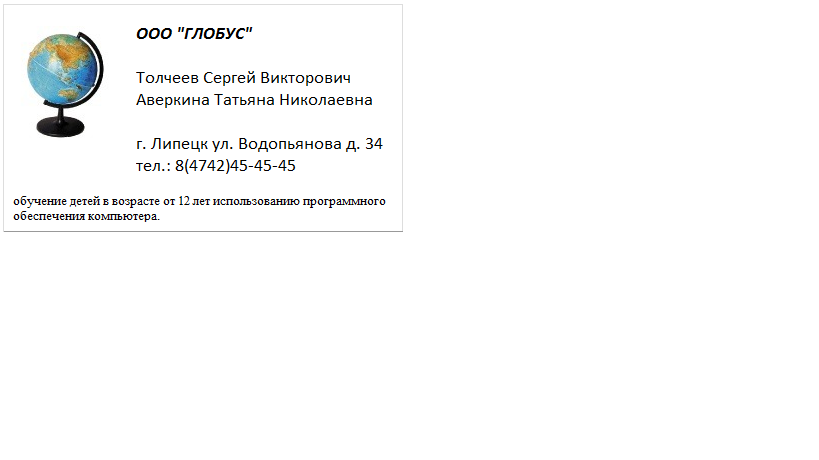 ООО "ГЛОБУС"
Толчеев Сергей Викторович
Аверкина Татьяна Николаевна
г. Липецк ул. Водопьянова д. 34
тел.: 8(4742)45-45-45
обучение детей в возрасте от 12 лет использованию программного
обеспечения компьютера.